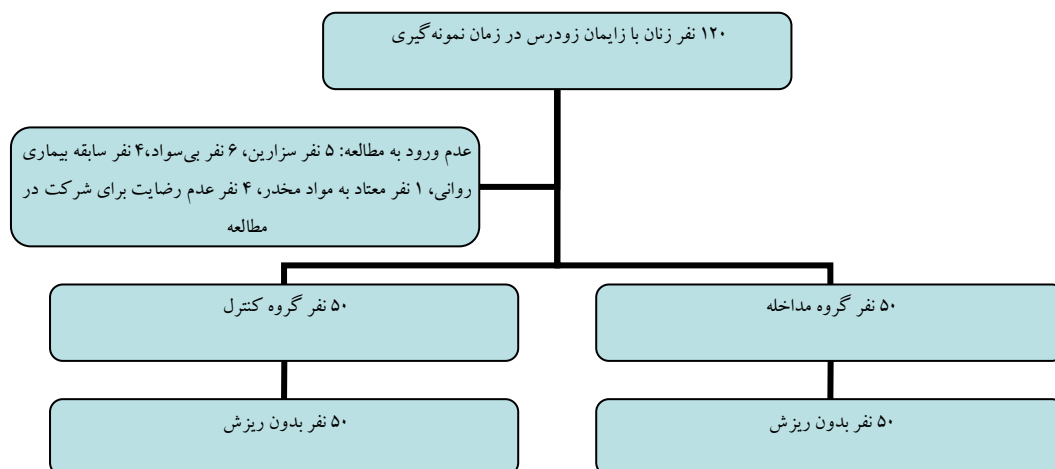 ۱۲۰ نفر زنان با زایمان زودرس در زمان نمونه‌گیری
عدم ورود به مطالعه: ۵ نفر سزارین، ۶ نفر بی‌سواد،۴ نفر سابقه بیماری
روانی، ۱ نفر معتاد به مواد مخدر، ۴ نفر عدم رضایت برای شرکت در
مطالعه
۵۰ نفر گروه مداخله
۵۰ نفر گروه کنترل
۵۰ نفر بدون ریزش
۵۰ نفر بدون ریزش